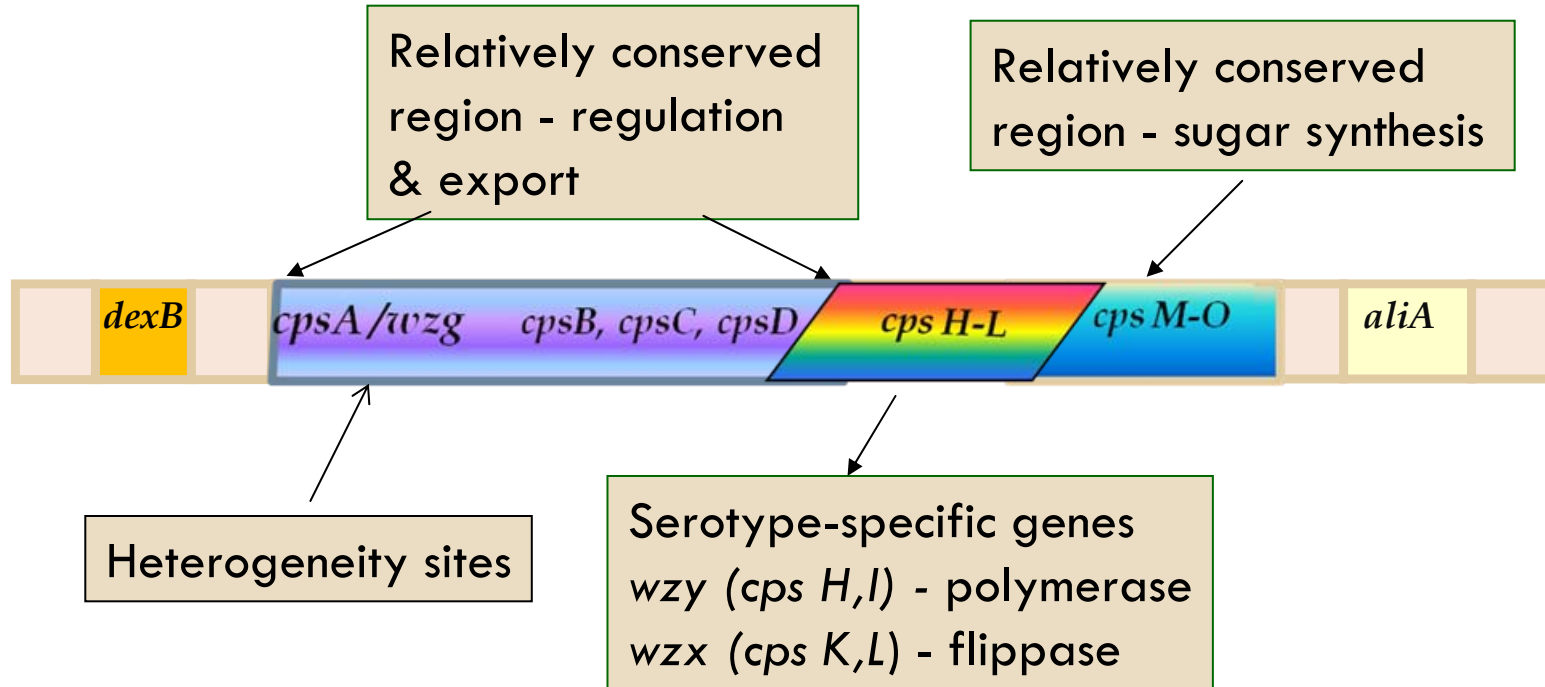 Relatively conserved
region - regulation
& export
Relatively conserved
region - sugar synthesis
dexB
cpsA/wzg
cpsB, cpsC, cpsD
cps H-L
cps M-O
aliA
Heterogeneity sites
Serotype-specific genes
wzy (cps H,I) - polymerase
wzx (cps K,L) - flippase